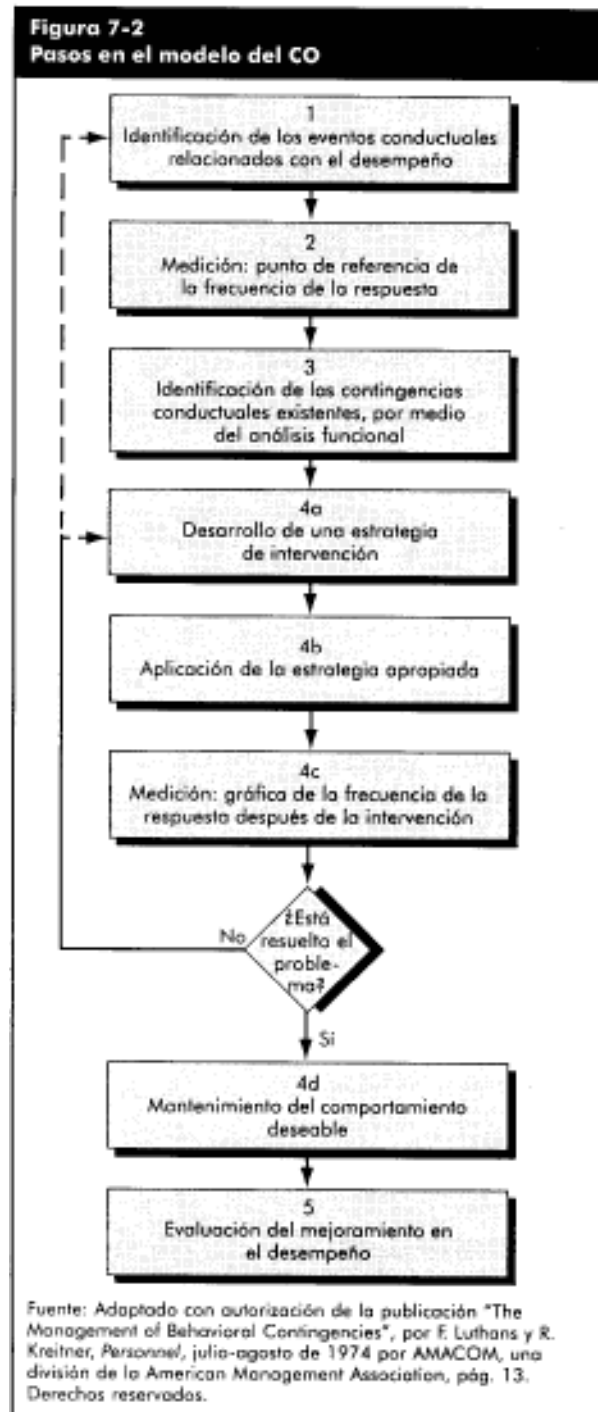 Figura 7-2
Pasos en el modelo del CO
1
Identificación de los eventos conductuales
relacionados con el desempeño
2
Medición: punto de referencia de
la frecuencia de la respuesta
3
Identificación de las contingencias
conductuales existentes, por medio
del análisis funcional
4a
Desarrollo de una estrategia
de intervención
4b
Aplicación de la estrategia apropiada
4c
Medición: gráfica de la frecuencia de la
respuesta después de la intervención
¿Está
resuelto el
proble-
ma?
No
Sí
4d
Mantenimiento del comportamiento
deseable
5
Evaluación del mejoramiento en
el desempeño
Fuente: Adaptado con autorización de la publicación "The
Management of Behavioral Contingencies", por F. Luthans y R.
Kreitner, Personnel, julio-agosto de 1974 por AMACOM, una
división de la American Management Association, pág. 13.
Derechos reservados.